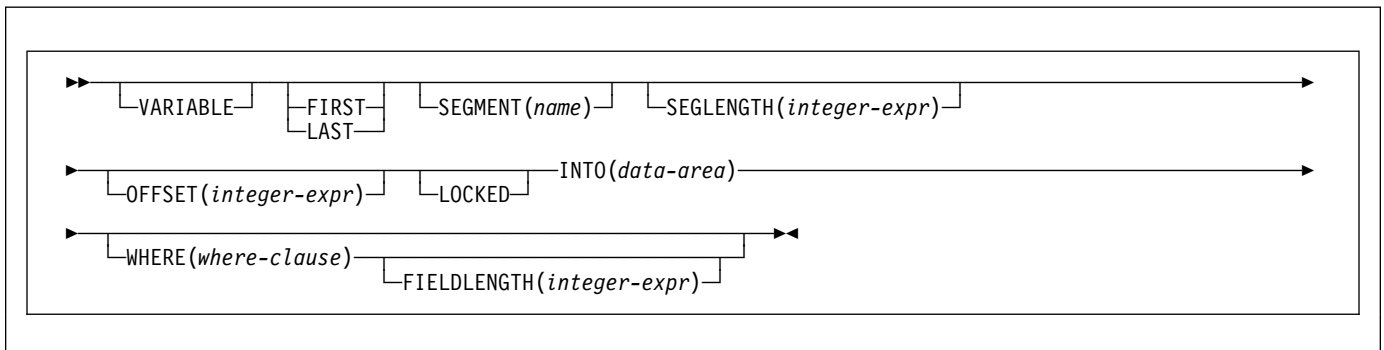 VARIABLE FIRST SEGMENT(name) SEGLENGTH(integer-expr)
LAST
INTO(data-area)
OFFSET(integer-expr) LOCKED
WHERE(where-clause)
FIELDLENGTH(integer-expr)